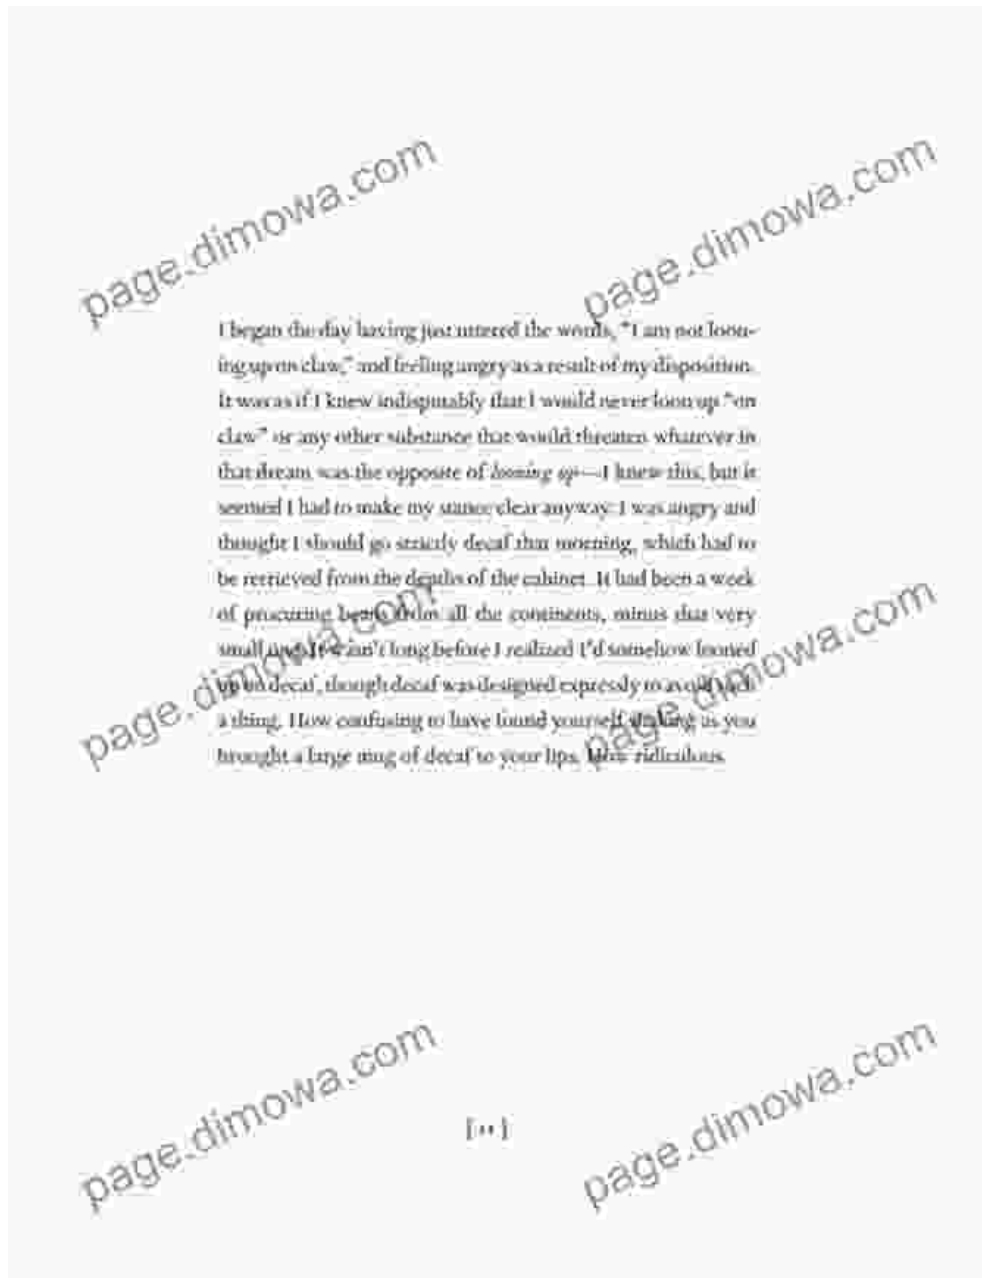 page.dimowa.com
page.dimowa.com
I began the day having just uttered the words, "I am not loon-
ing up on claw," and feeling angry as a result of my disposition.
It was as if I knew indisputably that I would never loon up "on
claw" or any other substance that would threaten whatever in
that dream was the opposite of looning up—I knew this, but it
seemed I had to make my stance clear anyway. I was angry and
thought I should go strictly decaf that morning, which had to
be retrieved from the depths of the cabinet. It had been a week
of procuring beans from all the continents, minus that very
small one. It wasn't long before I realized I'd somehow looned
up on decaf, though decaf was designed expressly to avoid such
a thing. How confusing to have found yourself shaking as you
brought a large mug of decaf to your lips. How ridiculous.
page.dimowa.com
page.dimowa.com
page.dimowa.com
page.dimowa.com